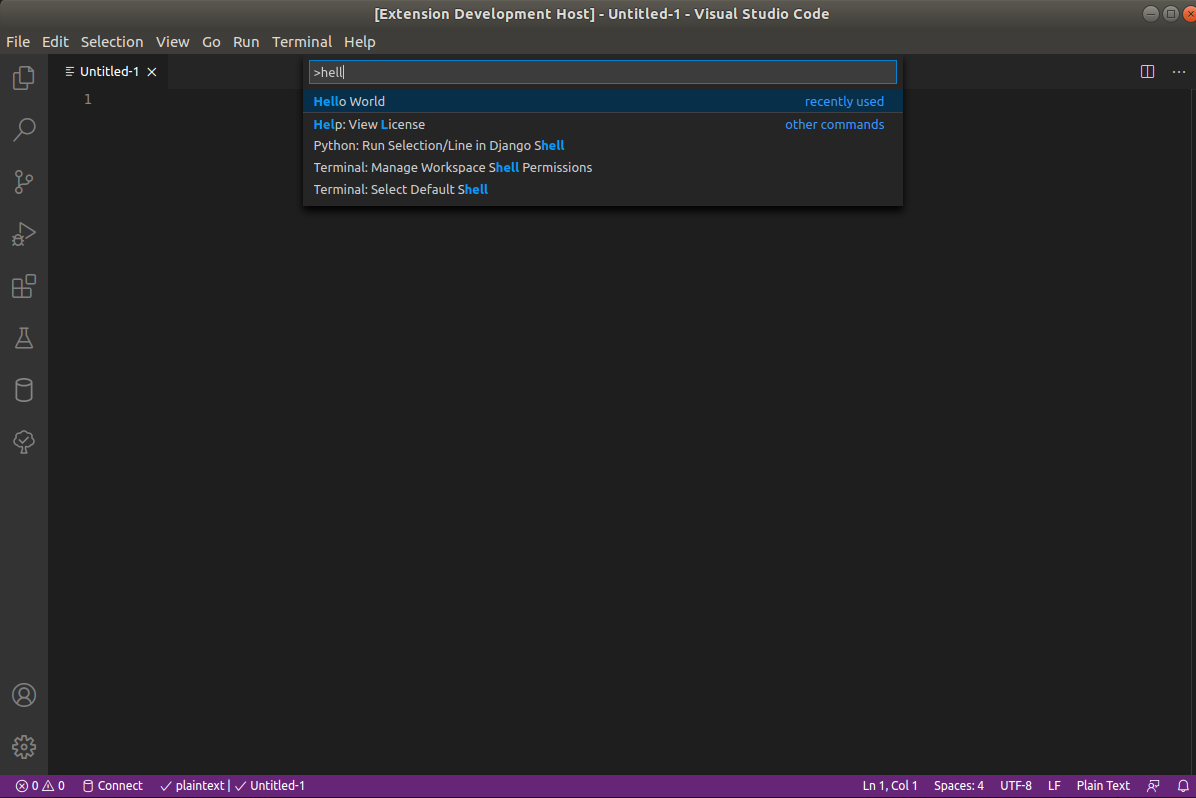 [Extension Development Host] - Untitled-1 - Visual Studio Code
File Edit Selection View Go Run Terminal Help
Untitled-1
>hell
1
Hello World recently used
Help: View License other commands
Python: Run Selection/Line in Django Shell
Terminal: Manage Workspace Shell Permissions
Terminal: Select Default Shell
0 0 Connect plaintext | Untitled-1 Ln 1, Col 1 Spaces: 4 UTF-8 LF Plain Text